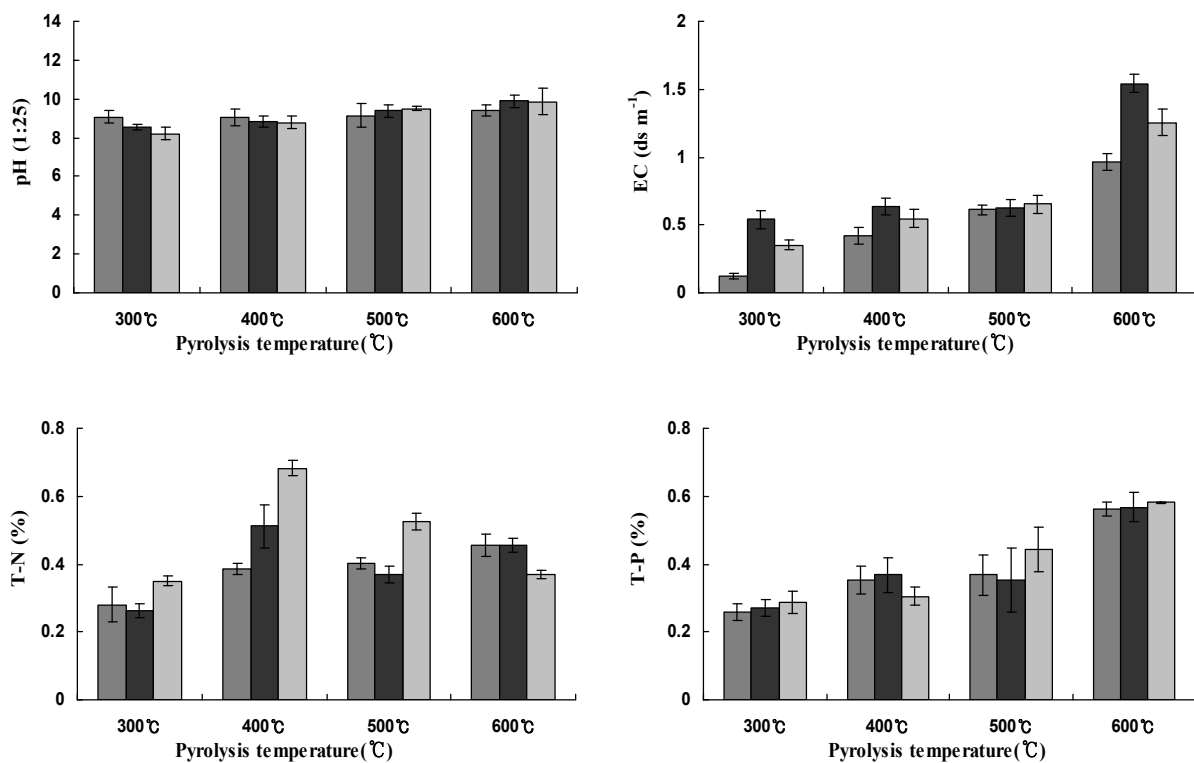 14
12
10
8
6
4
2
0
pH (1:25)
300℃ 400℃ 500℃ 600℃
Pyrolysis temperature(℃)
2
1.5
1
0.5
0
EC (ds m⁻¹)
300℃ 400℃ 500℃ 600℃
Pyrolysis temperature(℃)
0.8
0.6
0.4
0.2
0
T-N (%)
300℃ 400℃ 500℃ 600℃
Pyrolysis temperature(℃)
0.8
0.6
0.4
0.2
0
T-P (%)
300℃ 400℃ 500℃ 600℃
Pyrolysis temperature(℃)